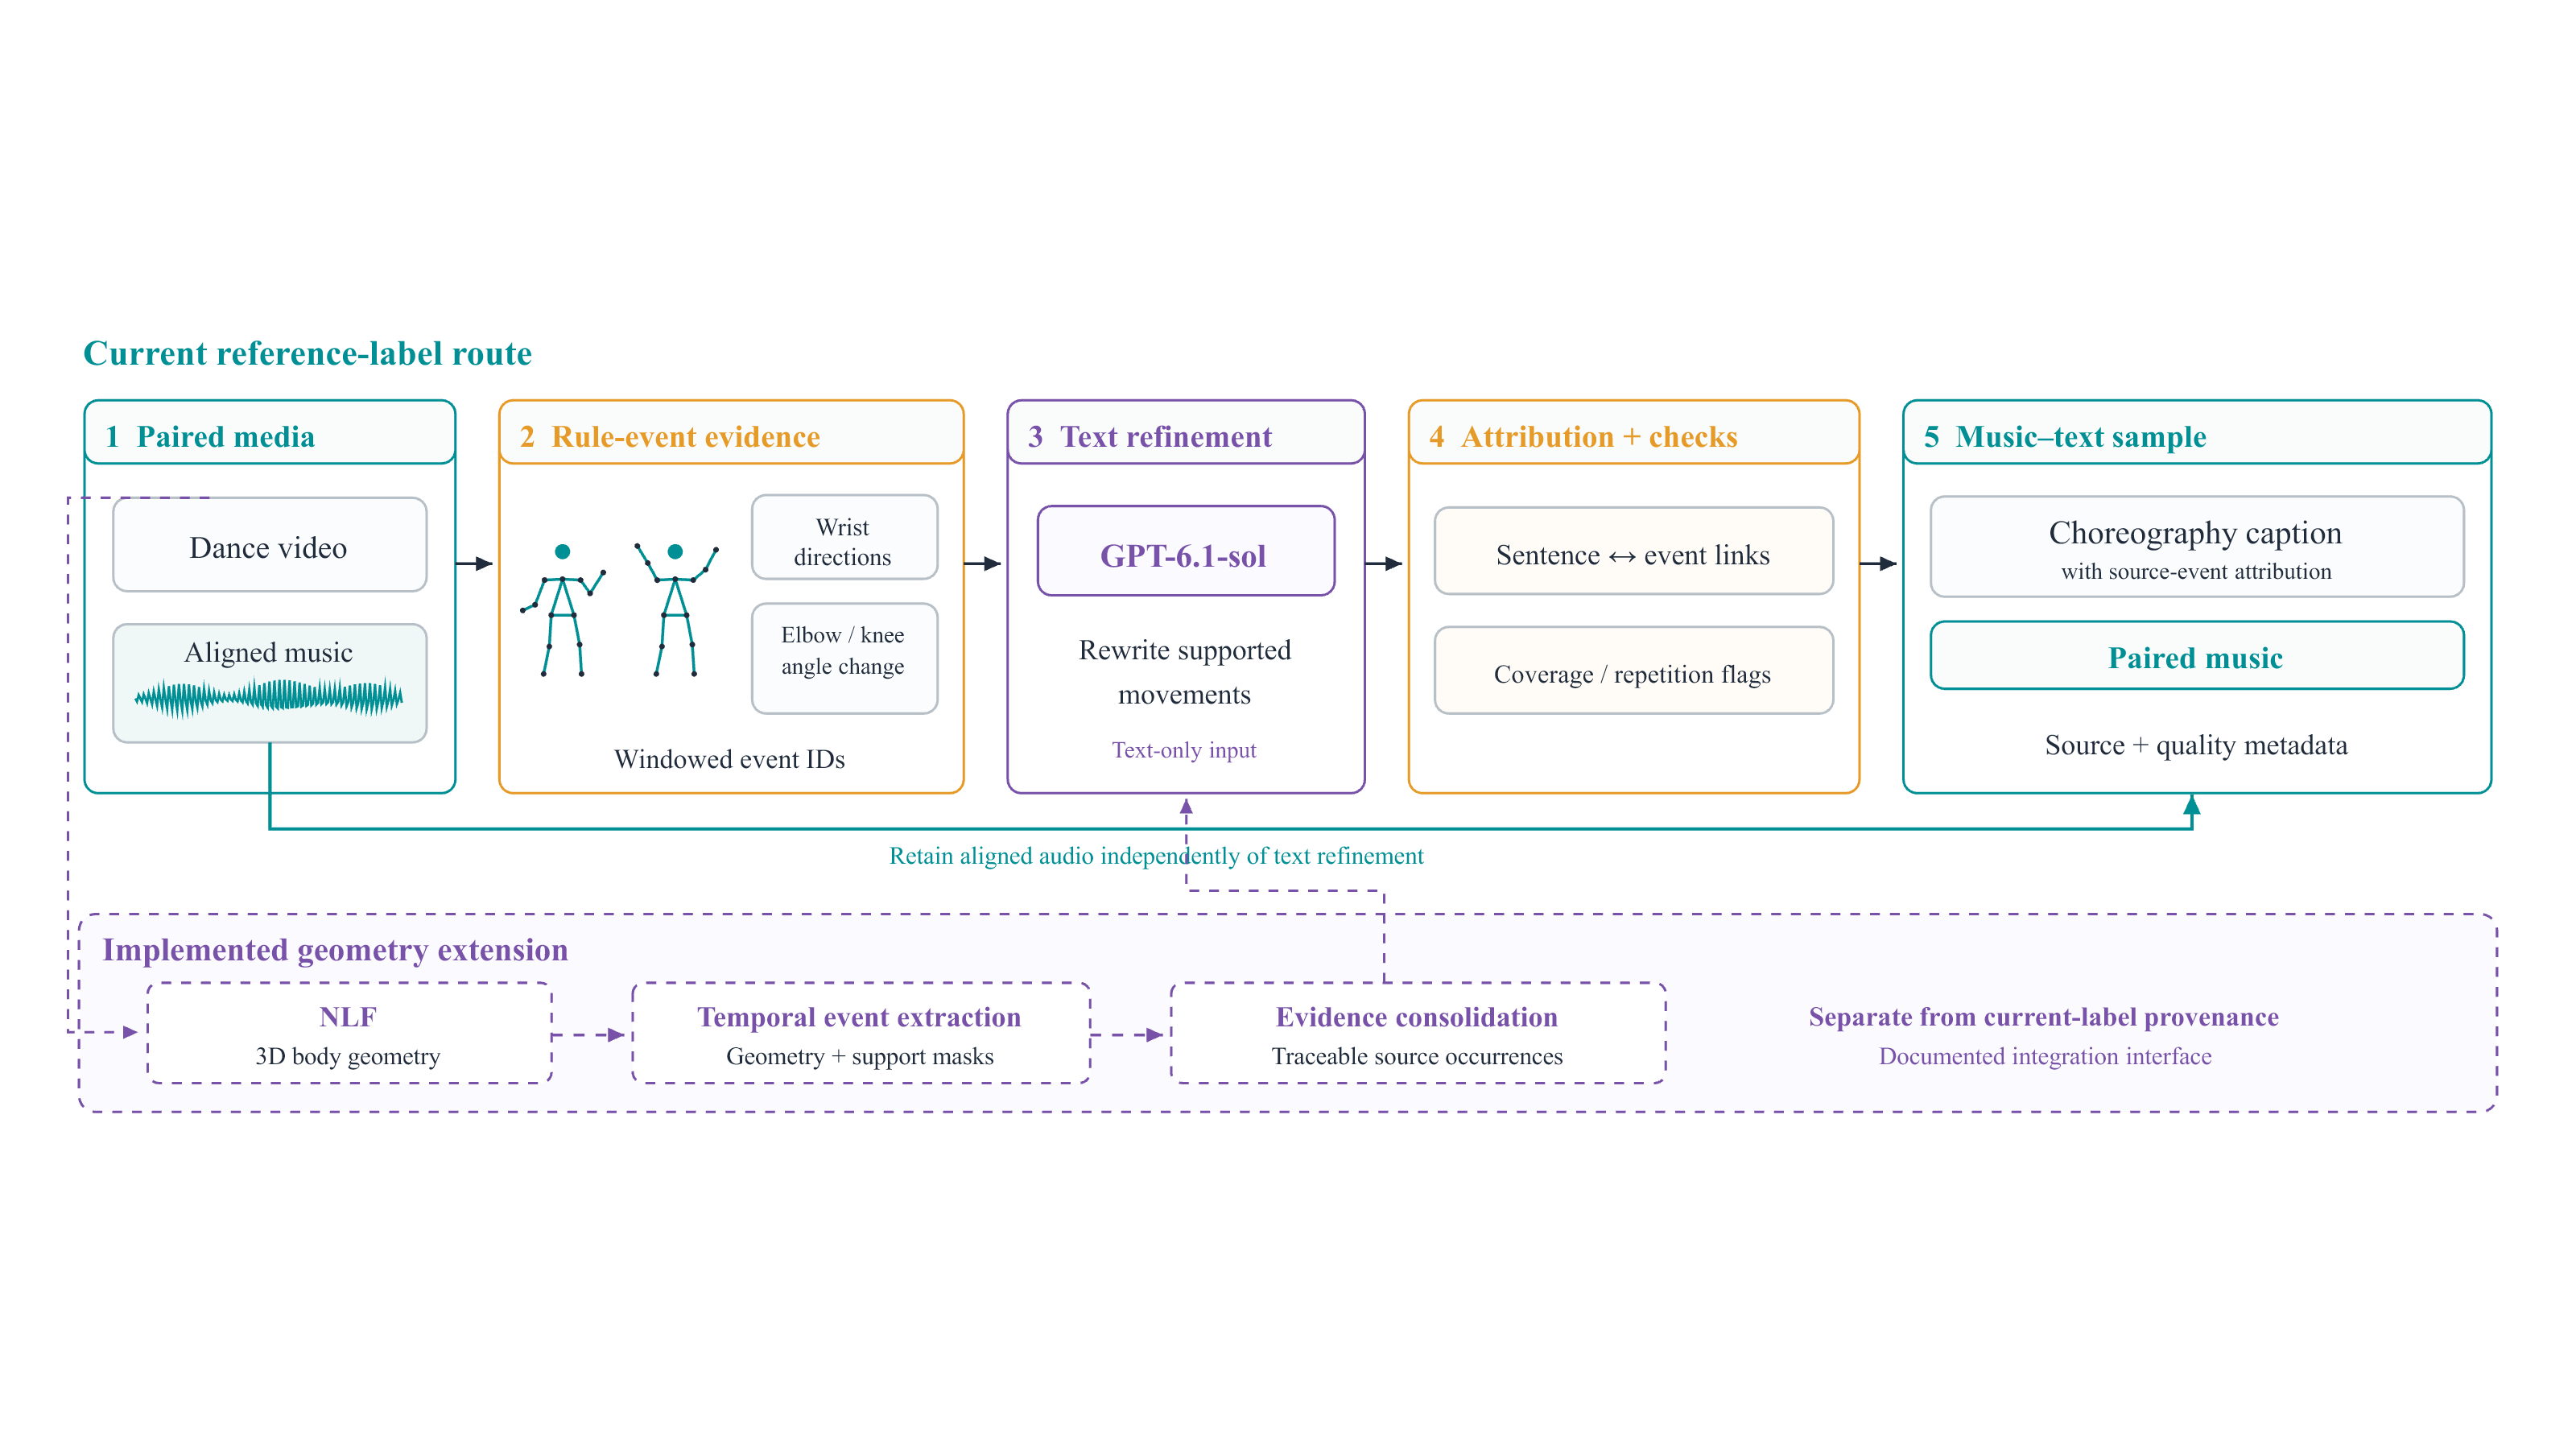 Current reference-label route
1 Paired media
Dance video
Aligned music
2 Rule-event evidence
Wrist
directions
Elbow / knee
angle change
Windowed event IDs
3 Text refinement
GPT-6.1-sol
Rewrite supported
movements
Text-only input
4 Attribution + checks
Sentence ↔ event links
Coverage / repetition flags
5 Music–text sample
Choreography caption
with source-event attribution
Paired music
Source + quality metadata
Retain aligned audio independently of text refinement
Implemented geometry extension
NLF
3D body geometry
Temporal event extraction
Geometry + support masks
Evidence consolidation
Traceable source occurrences
Separate from current-label provenance
Documented integration interface